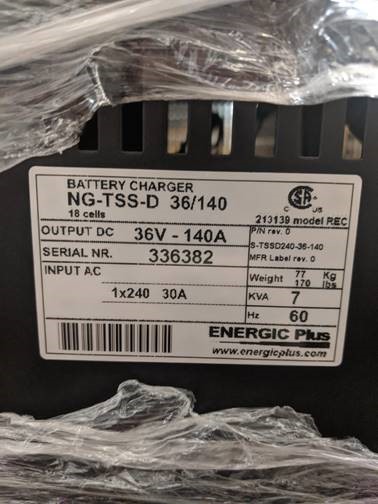 BATTERY CHARGER
NG-TSS-D 36/140
18 cells
CSA
C US
213139 model REC
OUTPUT DC 36V - 140A
P/N rev. 0
S-TSSD240-36-140
MFR Label rev. 0
SERIAL NR. 336382
INPUT AC
1x240 30A
Weight 77 Kg
170 lbs
KVA 7
Hz 60
ENERGIC Plus
www.energicplus.com